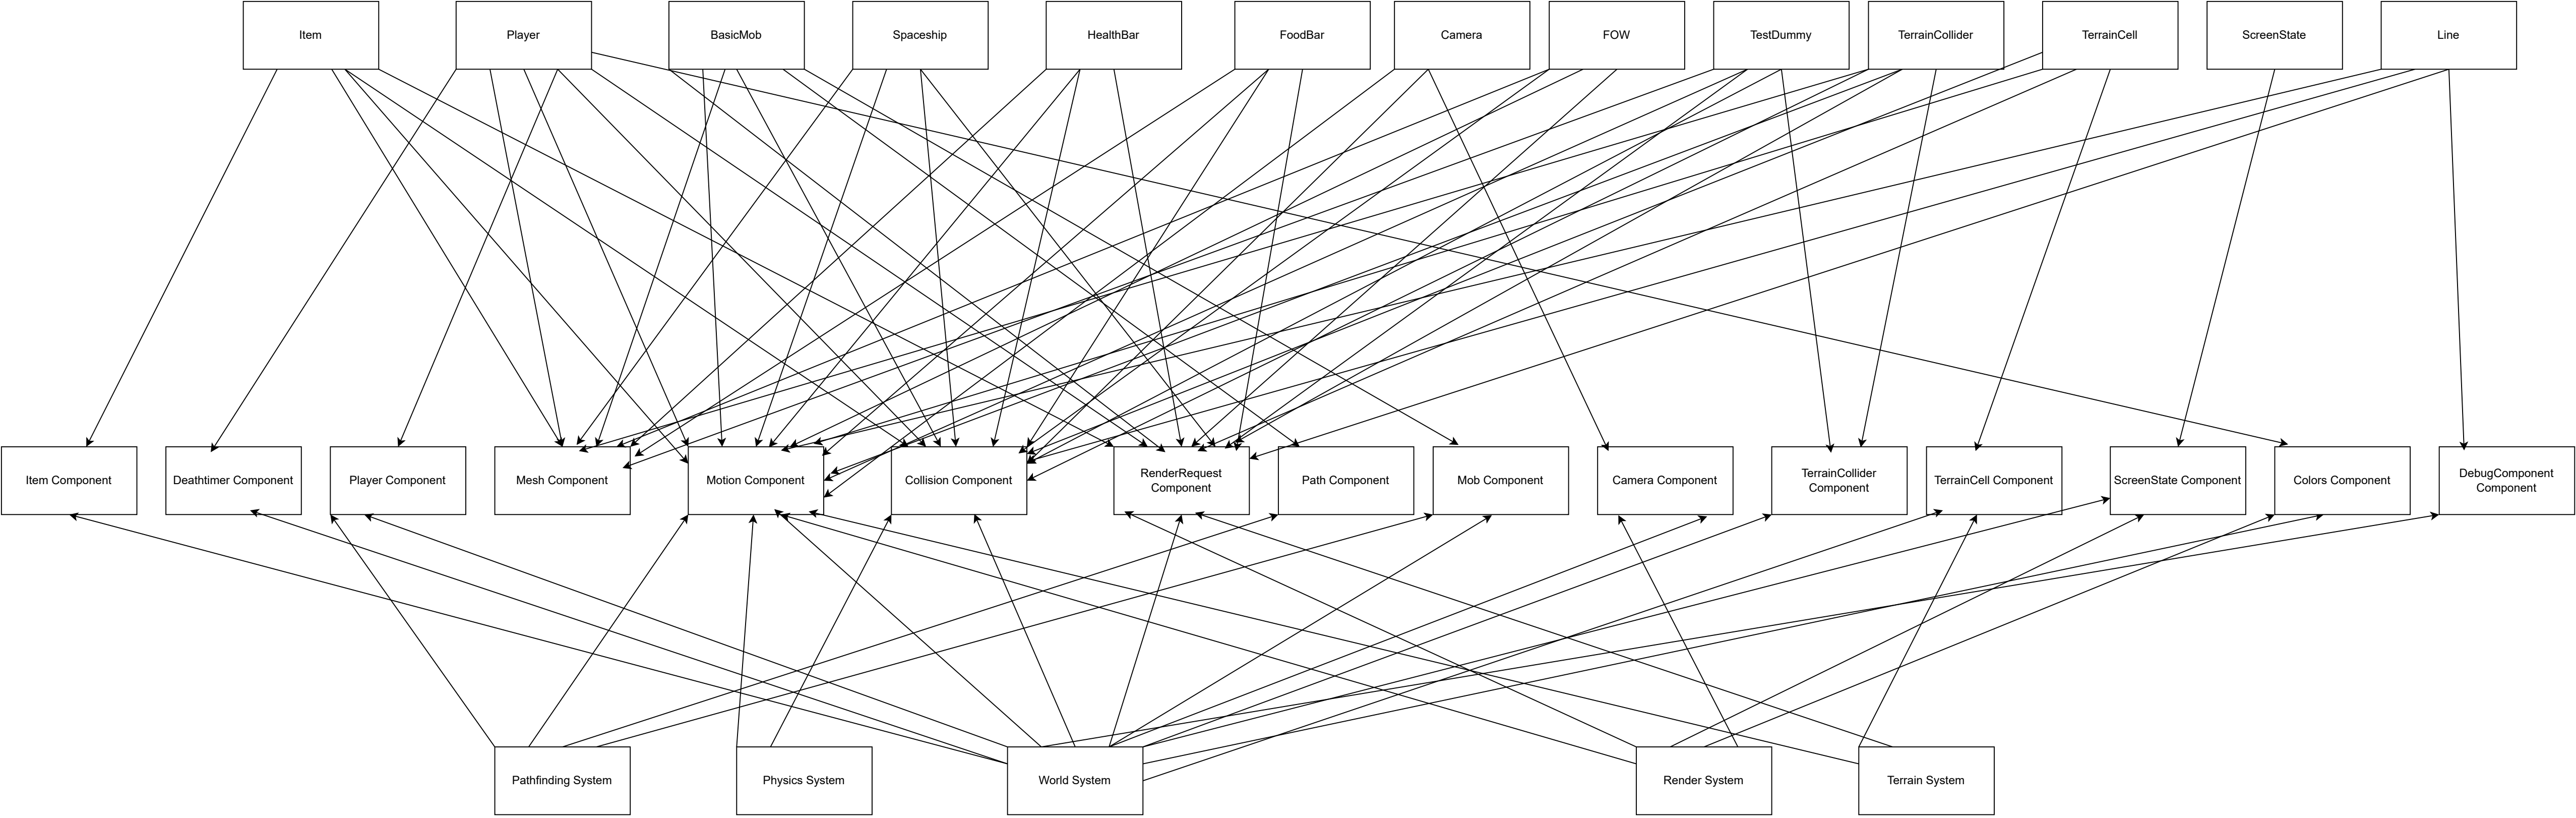 Item
Player
BasicMob
Spaceship
HealthBar
FoodBar
Camera
FOW
TestDummy
TerrainCollider
TerrainCell
ScreenState
Line
Item Component
Deathtimer Component
Player Component
Mesh Component
Motion Component
Collision Component
RenderRequest
Component
Path Component
Mob Component
Camera Component
TerrainCollider
Component
TerrainCell Component
ScreenState Component
Colors Component
DebugComponent
Component
Pathfinding System
Physics System
World System
Render System
Terrain System